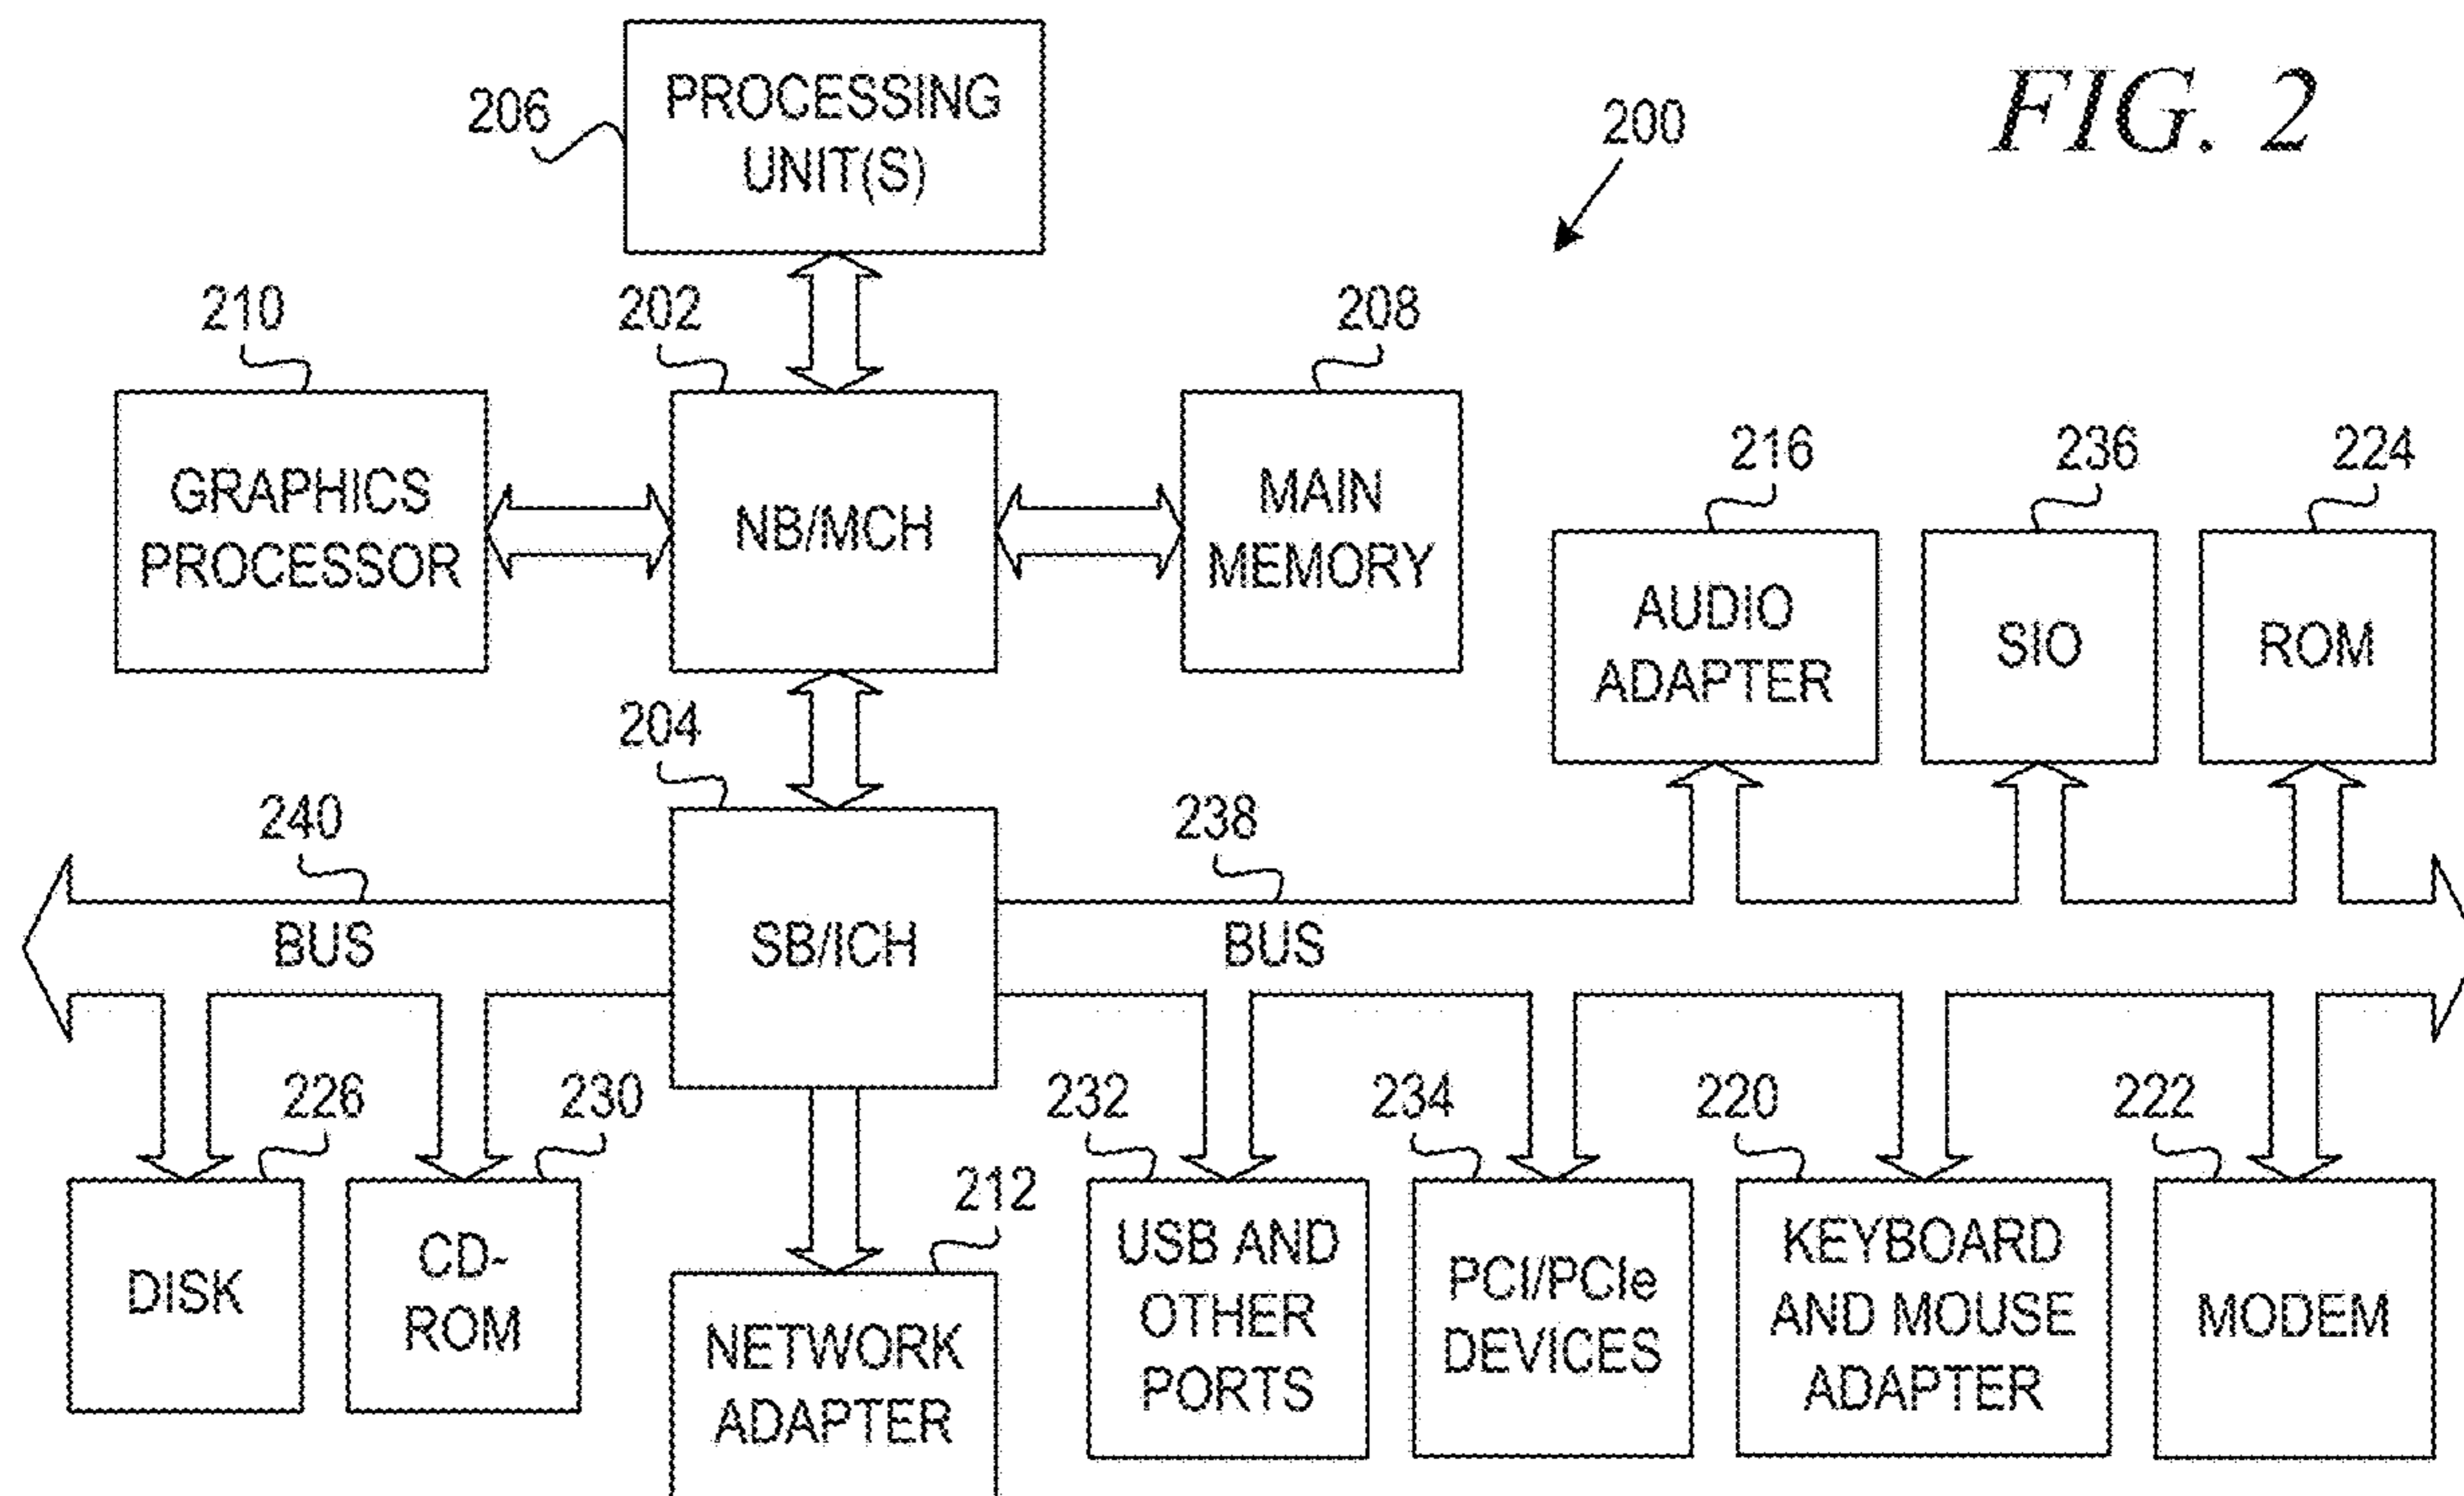 FIG. 2
200
206
PROCESSING
UNIT(S)
210
202
208
GRAPHICS
PROCESSOR
NB/MCH
MAIN
MEMORY
216
236
224
AUDIO
ADAPTER
SIO
ROM
204
240
238
BUS
SB/ICH
BUS
226
230
232
234
220
222
212
DISK
CD-
ROM
NETWORK
ADAPTER
USB AND
OTHER
PORTS
PCI/PCIe
DEVICES
KEYBOARD
AND MOUSE
ADAPTER
MODEM